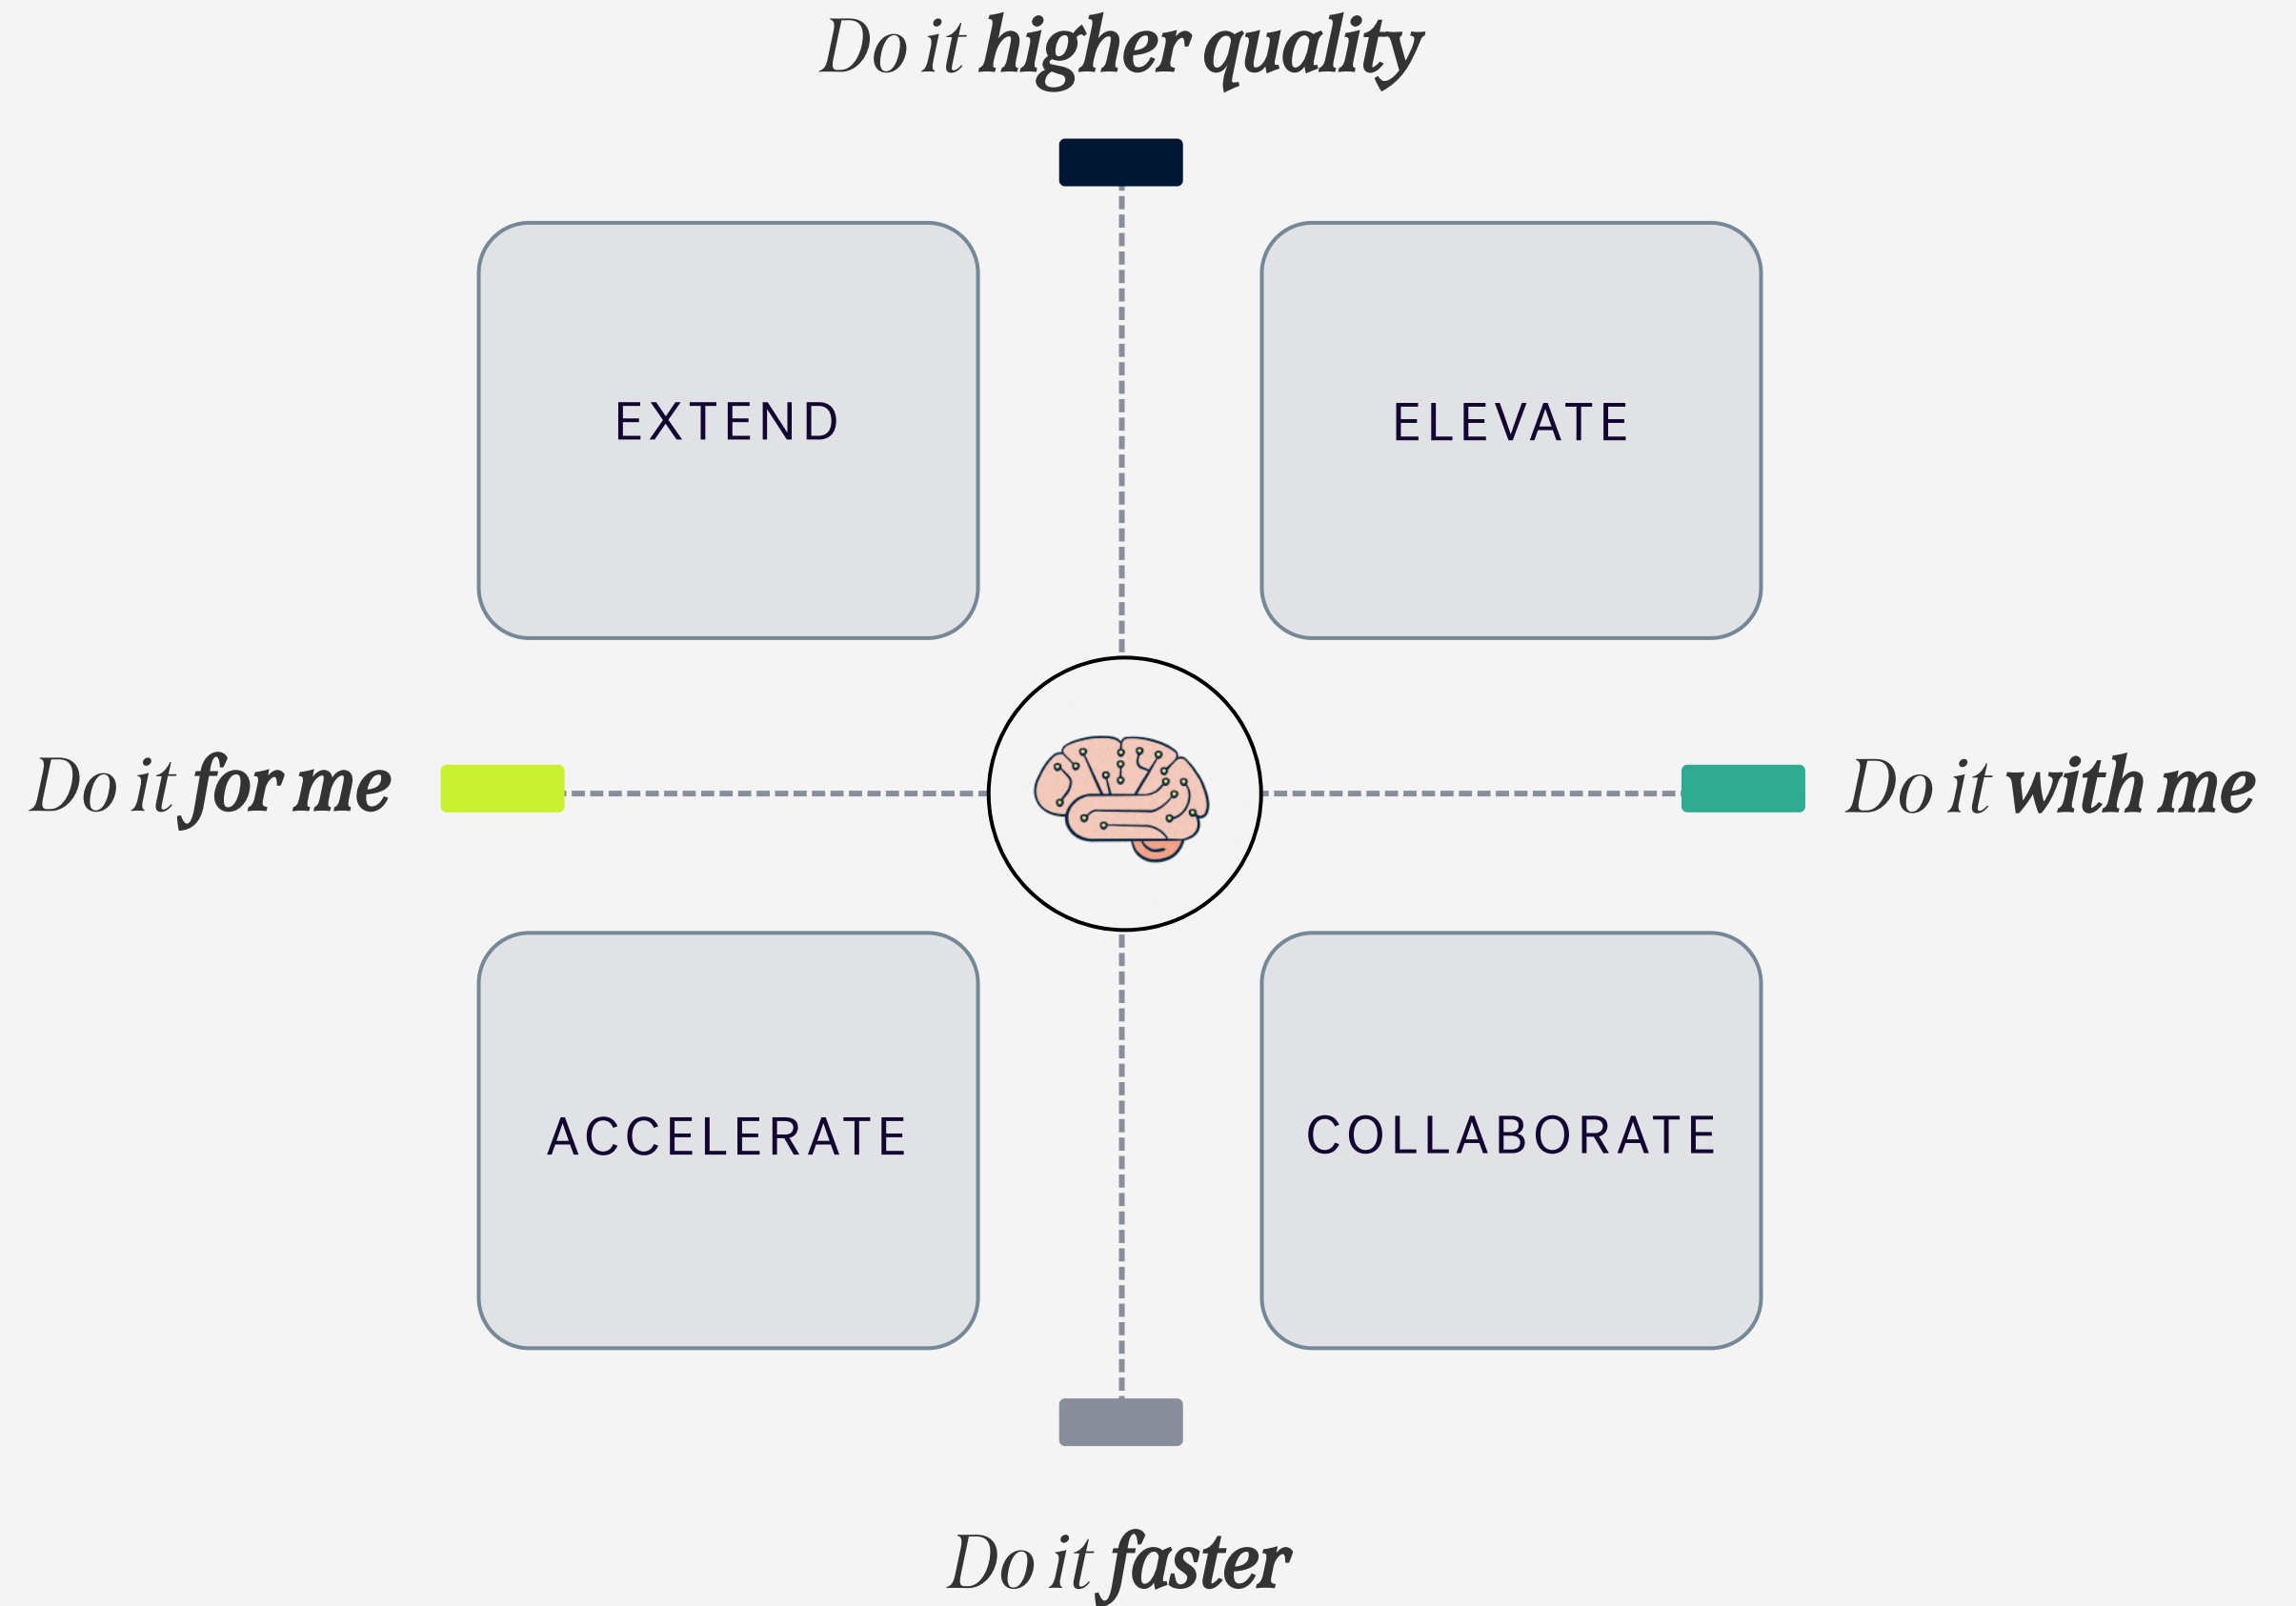 Do it higher quality
EXTEND
ELEVATE
Do it for me
Do it with me
ACCELERATE
COLLABORATE
Do it faster